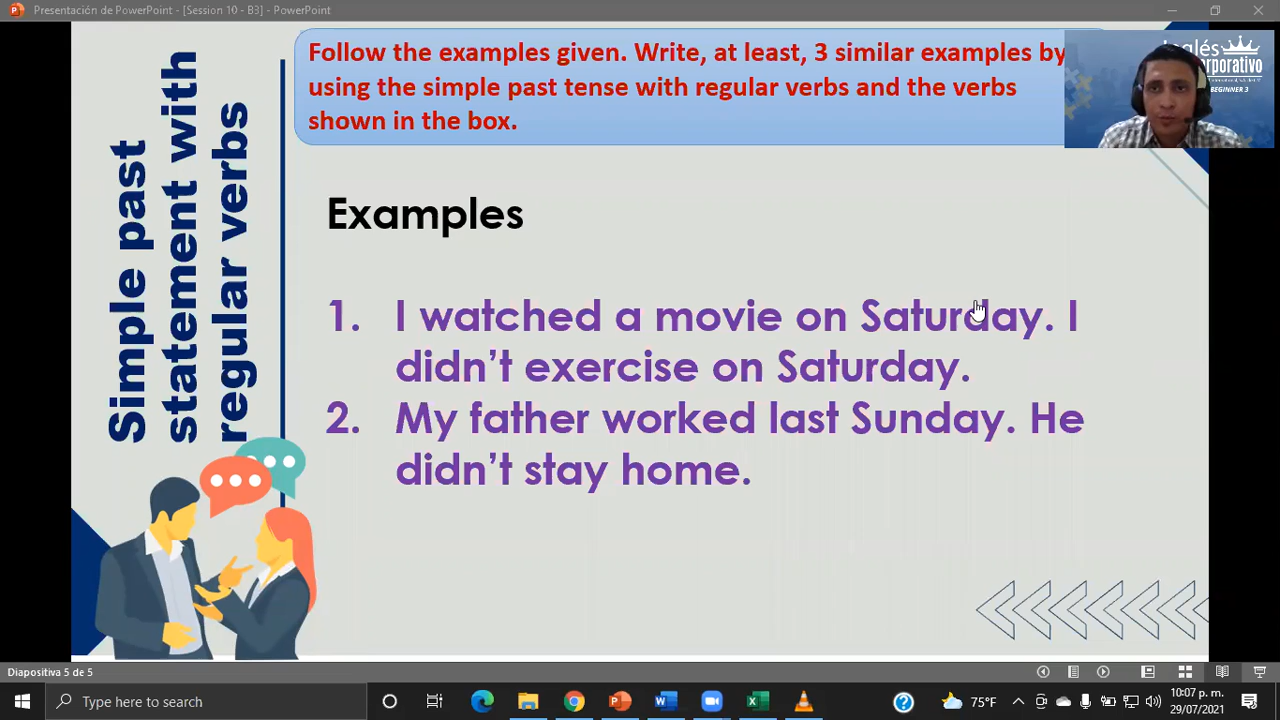 Presentación de PowerPoint - [Session 10 - B3] - PowerPoint
Follow the examples given. Write, at least, 3 similar examples by
using the simple past tense with regular verbs and the verbs
shown in the box.
Simple past
statement with
regular verbs
Examples
1. I watched a movie on Saturday. I
didn't exercise on Saturday.
2. My father worked last Sunday. He
didn't stay home.
BEGINNER 3
Diapositiva 5 de 5
Type here to search
75°F
10:07 p. m.
29/07/2021